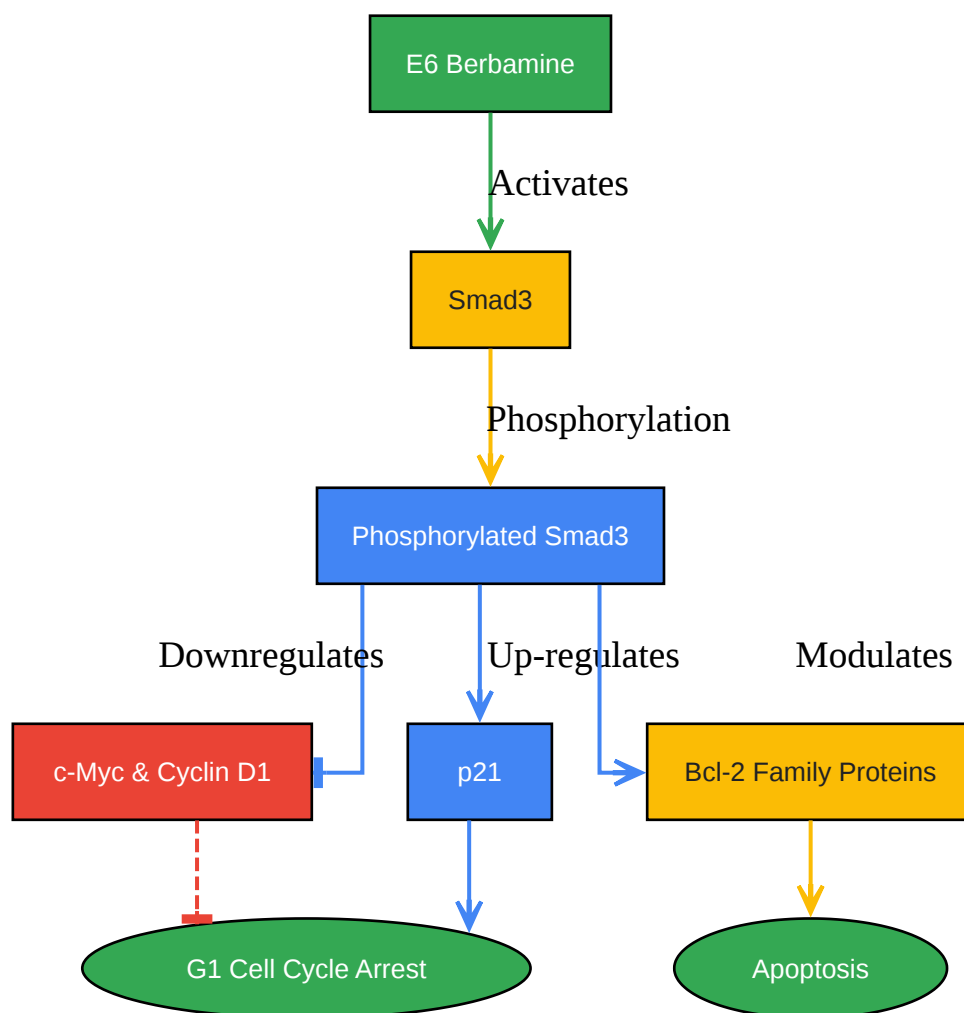 E6 Berbamine
Activates
Smad3
Phosphorylation
Phosphorylated Smad3
Downregulates
Up-regulates
Modulates
c-Myc & Cyclin D1
p21
Bcl-2 Family Proteins
G1 Cell Cycle Arrest
Apoptosis